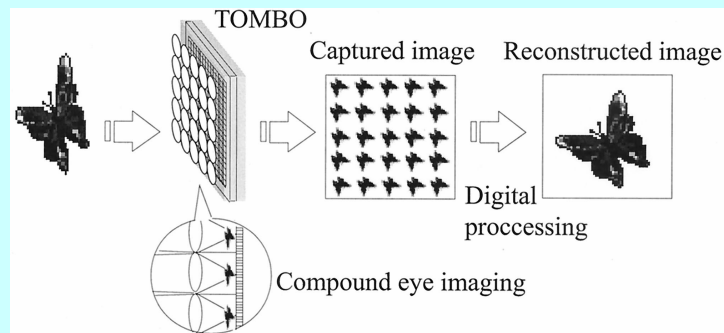 TOMBO
Captured image
Reconstructed image
Digital
proccessing
Compound eye imaging